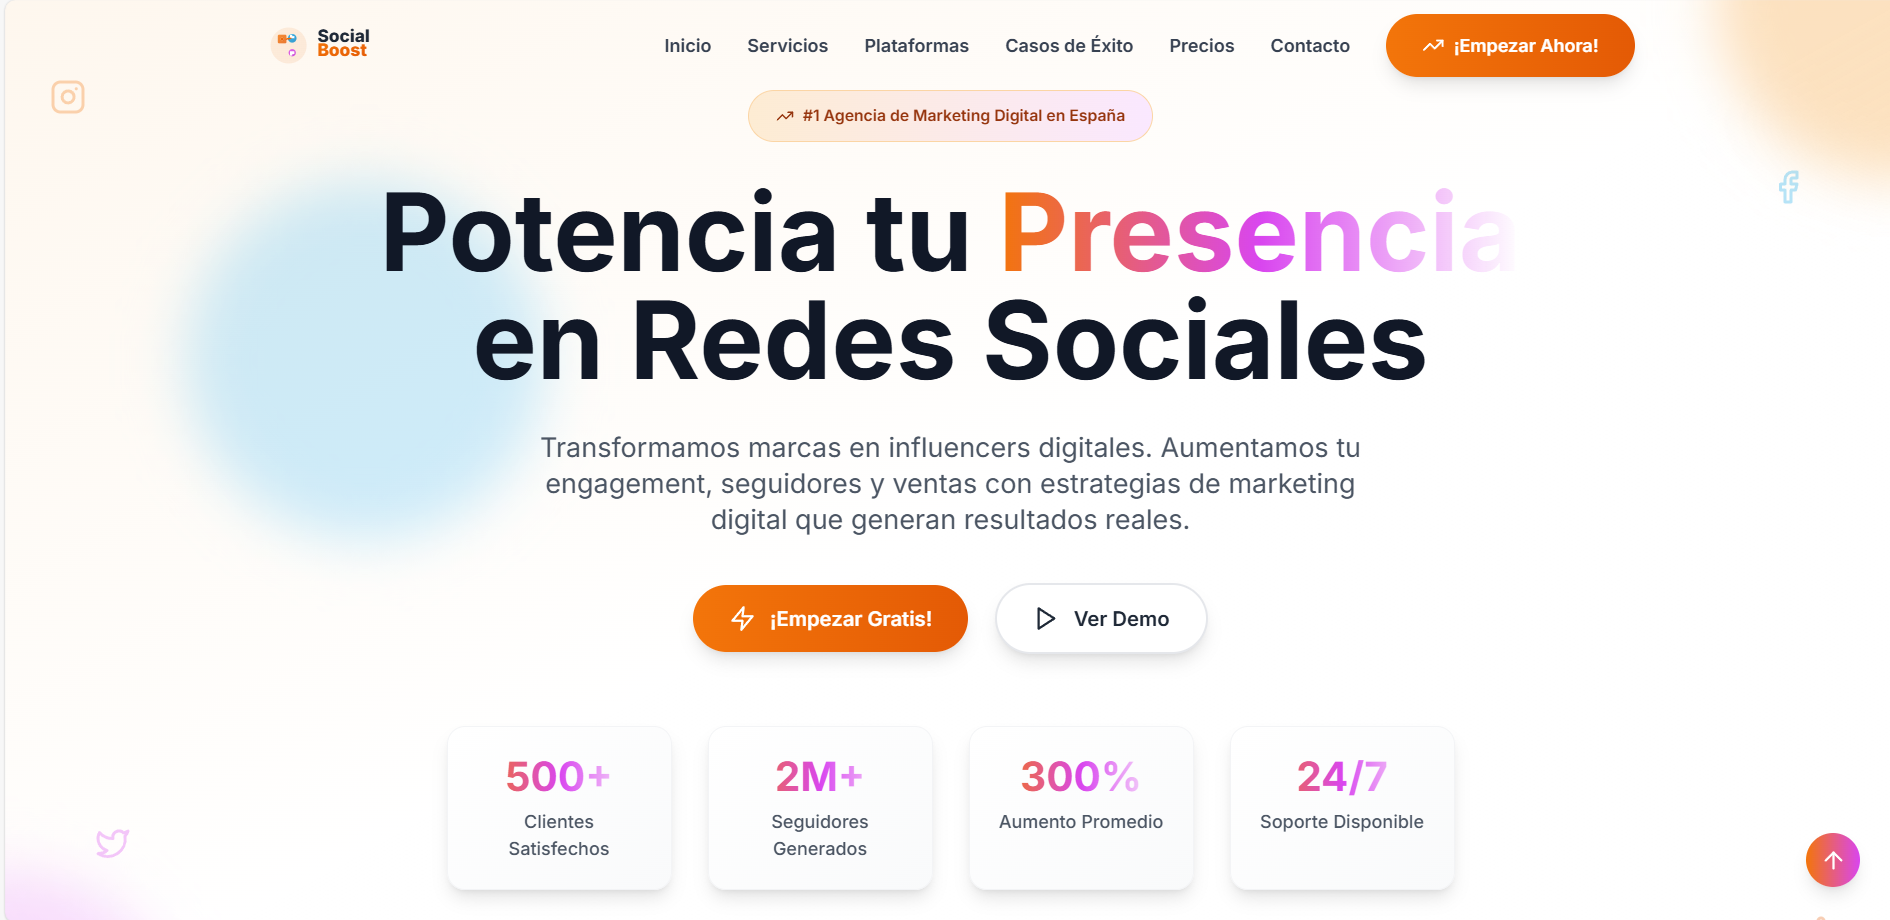 Social
Boost
Inicio
Servicios
Plataformas
Casos de Éxito
Precios
Contacto
¡Empezar Ahora!
#1 Agencia de Marketing Digital en España
Potencia tu Presencia
en Redes Sociales
Transformamos marcas en influencers digitales. Aumentamos tu
engagement, seguidores y ventas con estrategias de marketing
digital que generan resultados reales.
¡Empezar Gratis!
Ver Demo
500+
Clientes
Satisfechos
2M+
Seguidores
Generados
300%
Aumento Promedio
24/7
Soporte Disponible